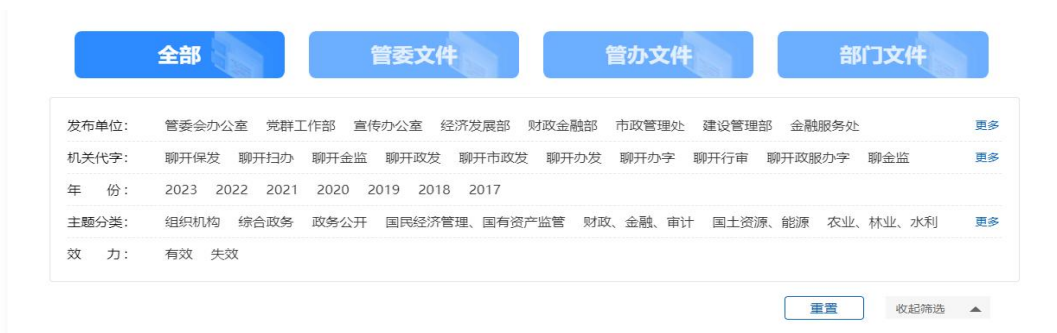 全部 管委文件 管办文件 部门文件
发布单位： 管委会办公室 党群工作部 宣传办公室 经济发展部 财政金融部 市政管理处 建设管理部 金融服务处 更多
机关代字： 聊开保发 聊开扫办 聊开金监 聊开政发 聊开市政发 聊开办发 聊开办字 聊开行审 聊开政服办字 聊金监 更多
年 份： 2023 2022 2021 2020 2019 2018 2017
主题分类： 组织机构 综合政务 政务公开 国民经济管理、国有资产监管 财政、金融、审计 国土资源、能源 农业、林业、水利 更多
效 力： 有效 失效
重置 收起筛选